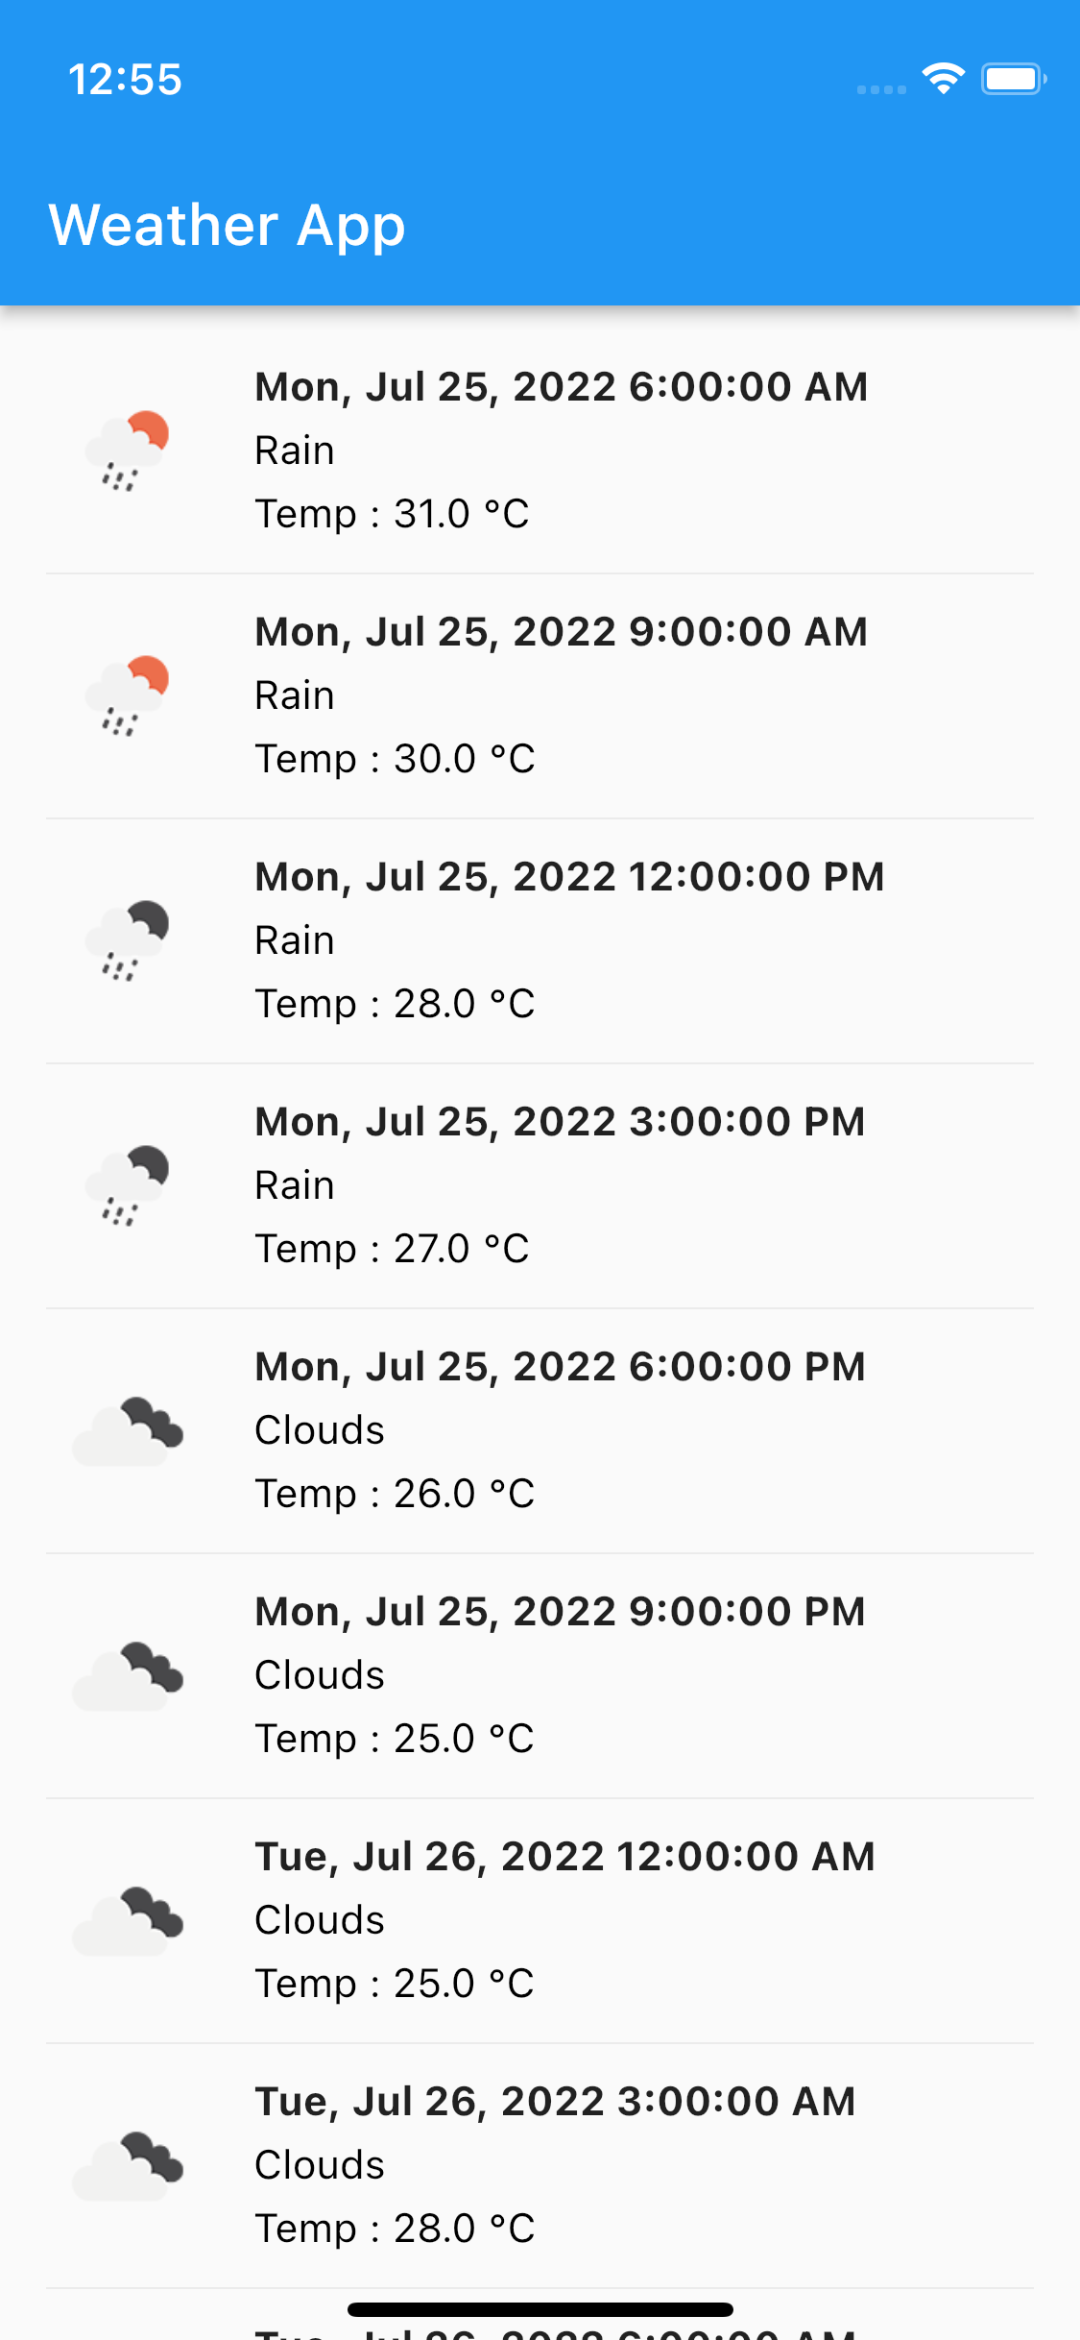 12:55
Weather App
Mon, Jul 25, 2022 6:00:00 AM
Rain
Temp : 31.0 °C
Mon, Jul 25, 2022 9:00:00 AM
Rain
Temp : 30.0 °C
Mon, Jul 25, 2022 12:00:00 PM
Rain
Temp : 28.0 °C
Mon, Jul 25, 2022 3:00:00 PM
Rain
Temp : 27.0 °C
Mon, Jul 25, 2022 6:00:00 PM
Clouds
Temp : 26.0 °C
Mon, Jul 25, 2022 9:00:00 PM
Clouds
Temp : 25.0 °C
Tue, Jul 26, 2022 12:00:00 AM
Clouds
Temp : 25.0 °C
Tue, Jul 26, 2022 3:00:00 AM
Clouds
Temp : 28.0 °C